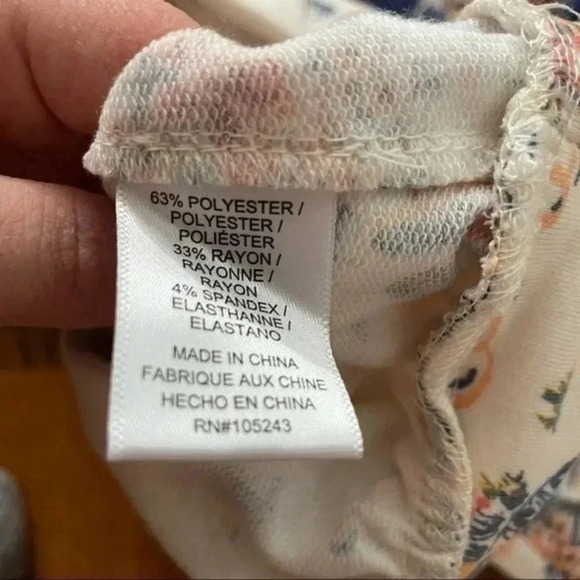 63% POLYESTER /
POLYESTER /
POLIÉSTER
33% RAYON /
RAYONNE /
RAYON
4% SPANDEX /
ELASTHANNE /
ELASTANO
MADE IN CHINA
FABRIQUE AUX CHINE
HECHO EN CHINA
RN#105243